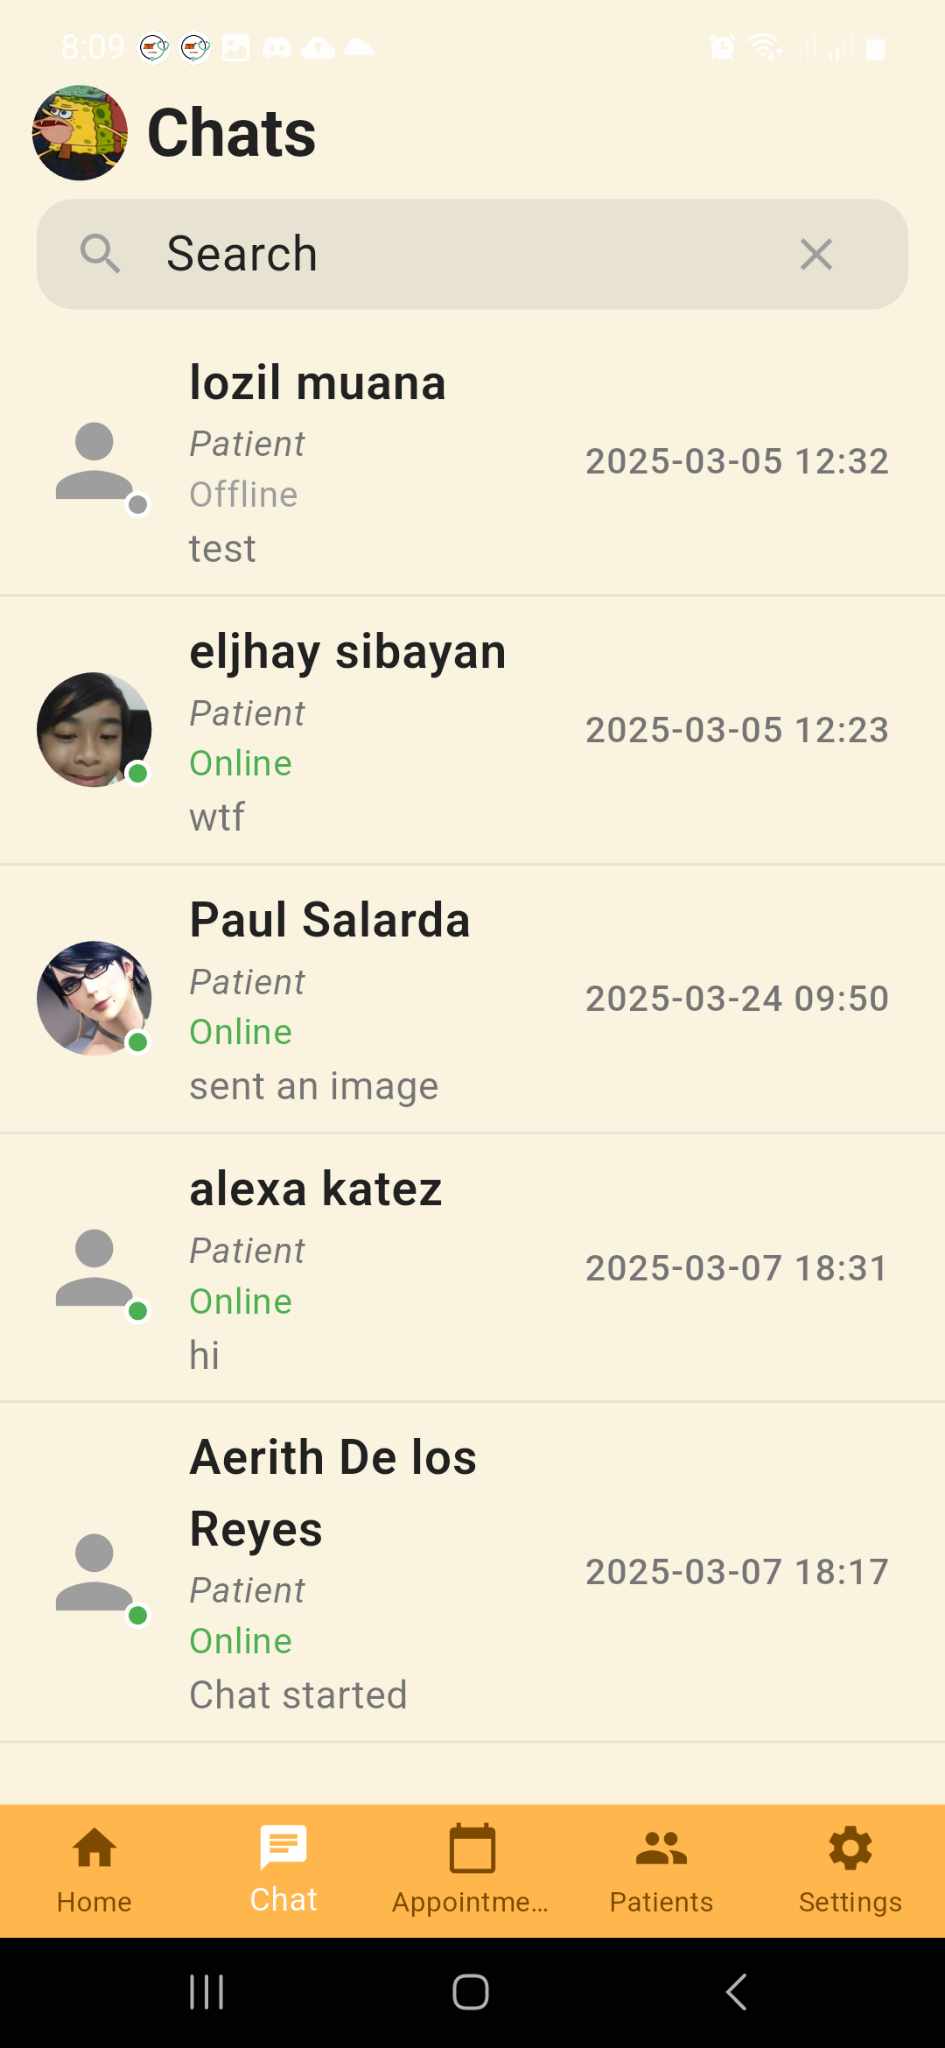 8:09
Chats
Search
lozil muana
Patient
Offline
test
2025-03-05 12:32
eljhay sibayan
Patient
Online
wtf
2025-03-05 12:23
Paul Salarda
Patient
Online
sent an image
2025-03-24 09:50
alexa katez
Patient
Online
hi
2025-03-07 18:31
Aerith De los
Reyes
Patient
Online
Chat started
2025-03-07 18:17
Home
Chat
Appointme...
Patients
Settings